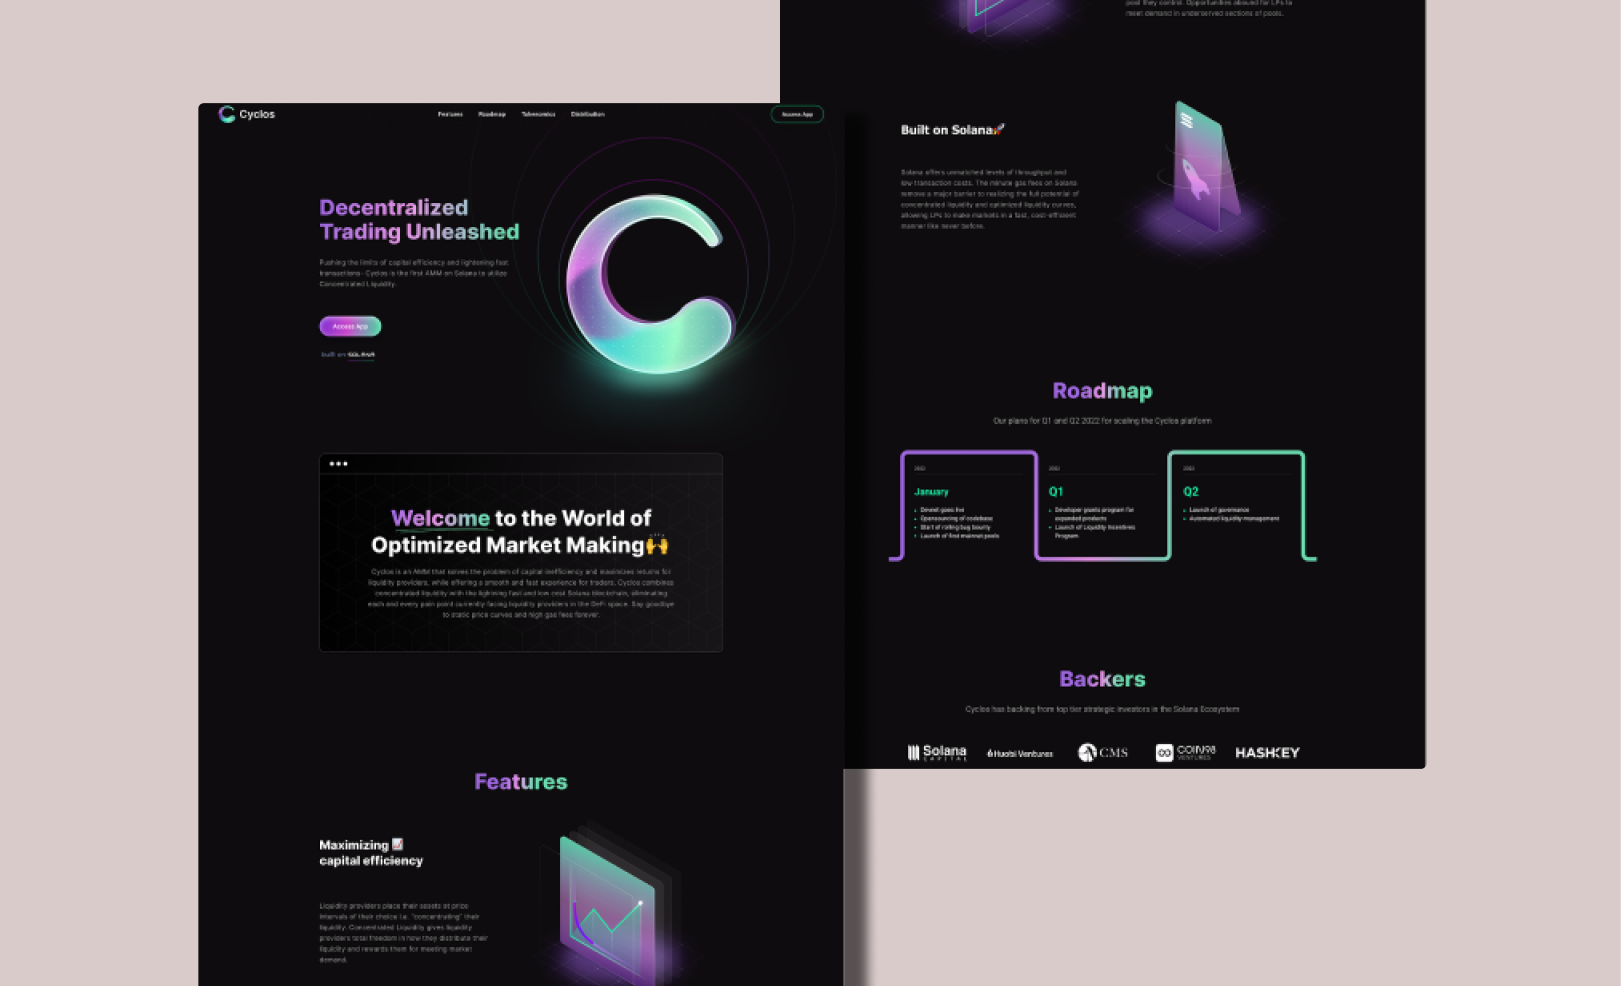 Cyclos
Features Roadmap Tokenomics Distribution
Access App
Decentralized
Trading Unleashed
Pushing the limits of capital efficiency and lightening fast
transactions - Cyclos is the first AMM on Solana to utilize
Concentrated Liquidity.
Access App
built on SOLANA
Welcome to the World of
Optimized Market Making🙌
Cyclos is an AMM that solves the problem of capital inefficiency and maximizes returns for
liquidity providers, while offering a smooth and fast experience for traders. Cyclos combines
concentrated liquidity with the lightning fast and low cost Solana blockchain, eliminating
each and every pain point currently facing liquidity providers in the DeFi space. Say goodbye
to static price curves and high gas fees forever.
Features
Maximizing 📈
capital efficiency
Liquidity providers place their assets at price
intervals of their choice i.e. "concentrating" their
liquidity. Concentrated Liquidity gives liquidity
providers total freedom in how they distribute their
liquidity and rewards them for meeting market
demand.
pool they control. Opportunities abound for LPs to
meet demand in underserved sections of pools.
Built on Solana🚀
Solana offers unmatched levels of throughput and
low transaction costs. The minute gas fees on Solana
remove a major barrier to realizing the full potential of
concentrated liquidity and optimized liquidity curves,
allowing LPs to make markets in a fast, cost-efficient
manner like never before.
Roadmap
Our plans for Q1 and Q2 2022 for scaling the Cyclos platform
2022
January
Devnet goes live
Opensourcing of codebase
Start of rolling bug bounty
Launch of first mainnet pools
2022
Q1
Developer grants program for
expanded products
Launch of Liquidity Incentives
Program
2022
Q2
Launch of governance
Automated liquidity management
Backers
Cyclos has backing from top tier strategic investors in the Solana Ecosystem
Solana
CAPITAL
Huobi Ventures
CMS
COIN98
VENTURES
HASHKEY